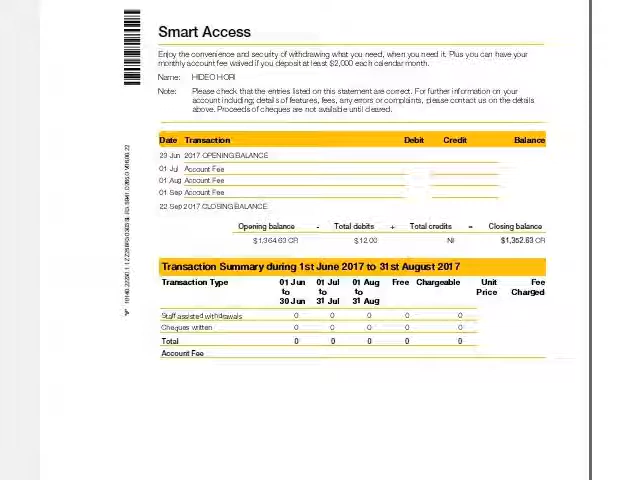 Smart Access
Enjoy the convenience and security of withdrawing what you need, when you need it. Plus you can have your
monthly account fee waived if you deposit at least $2,000 each calendar month.
Name: HIDEO HORI
Note: Please check that the entries listed on this statement are correct. For further information on your
account including; details of features, fees, any errors or complaints, please contact us on the details
above. Proceeds of cheques are not available until cleared.
Date Transaction Debit Credit Balance
23 Jun 2017 OPENING BALANCE
01 Jul Account Fee
01 Aug Account Fee
01 Sep Account Fee
22 Sep 2017 CLOSING BALANCE
Opening balance - Total debits + Total credits = Closing balance
$1,364.63 CR $12.00 Nil $1,352.63 CR
Transaction Summary during 1st June 2017 to 31st August 2017
Transaction Type 01 Jun 01 Jul 01 Aug Free Chargeable Unit Fee
to to to Price Charged
30 Jun 31 Jul 31 Aug
Staff assisted withdrawals 0 0 0 0 0
Cheques written 0 0 0 0 0
Total 0 0 0 0 0
Account Fee